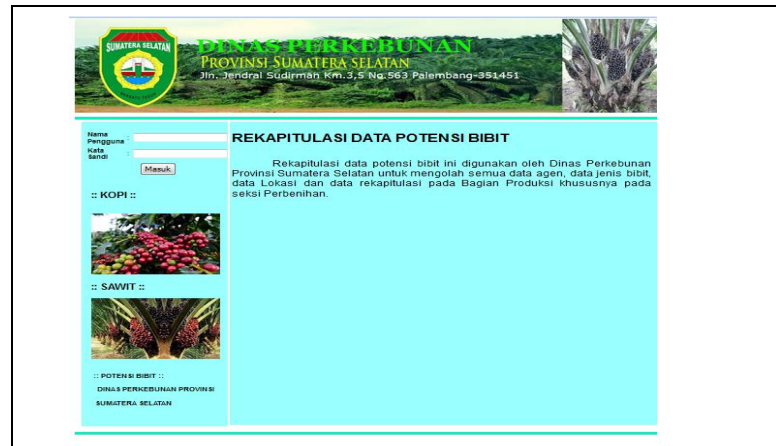 SUMATERA SELATAN
DINAS PERKEBUNAN
PROVINSI SUMATERA SELATAN
Jln. Jendral Sudirman Km.3,5 No.563 Palembang-351451
Nama
Pengguna :
Kata
Sandi :
Masuk
:: KOPI ::
:: SAWIT ::
:: POTENSI BIBIT ::
DINAS PERKEBUNAN PROVINSI
SUMATERA SELATAN
REKAPITULASI DATA POTENSI BIBIT
Rekapitulasi data potensi bibit ini digunakan oleh Dinas Perkebunan
Provinsi Sumatera Selatan untuk mengolah semua data agen, data jenis bibit,
data Lokasi dan data rekapitulasi pada Bagian Produksi khususnya pada
seksi Perbenihan.